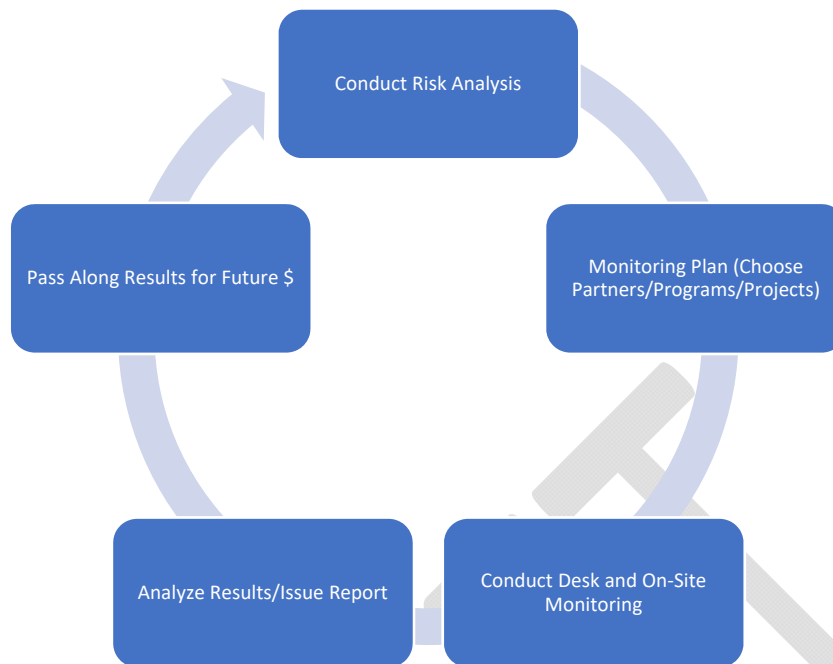 Conduct Risk Analysis
Monitoring Plan (Choose
Partners/Programs/Projects)
Conduct Desk and On-Site
Monitoring
Analyze Results/Issue Report
Pass Along Results for Future $